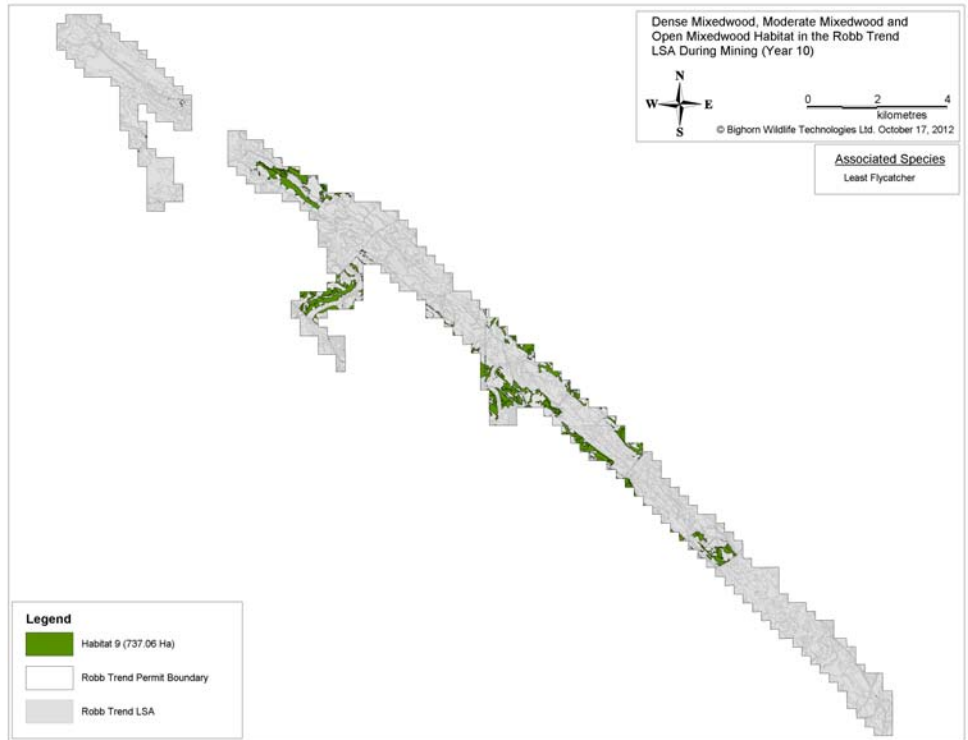 Dense Mixedwood, Moderate Mixedwood and
Open Mixedwood Habitat in the Robb Trend
LSA During Mining (Year 10)
N
W E
S
0 2 4
kilometres
© Bighorn Wildlife Technologies Ltd. October 17, 2012
Associated Species
Least Flycatcher
Legend
Habitat 9 (737.06 Ha)
Robb Trend Permit Boundary
Robb Trend LSA